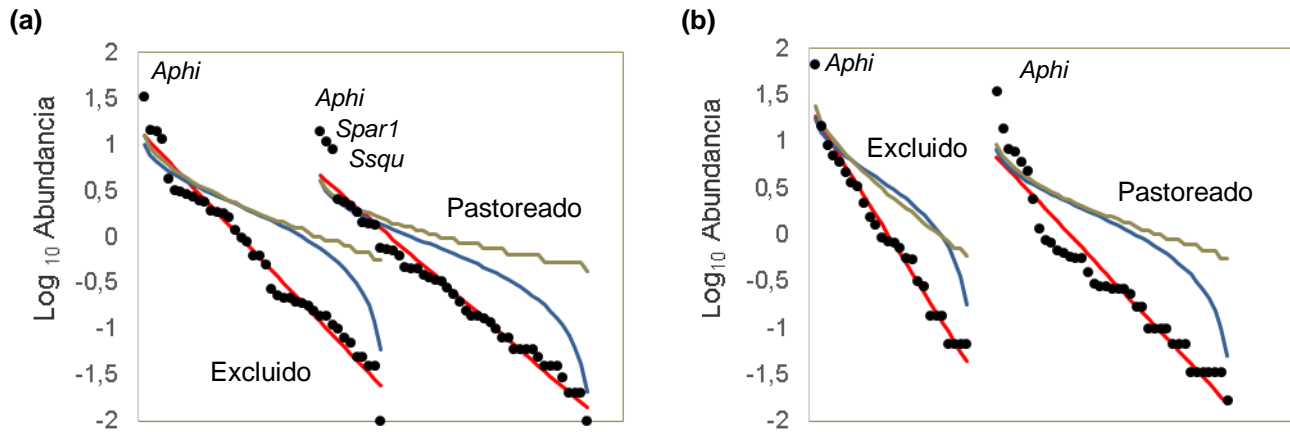 (a)
Log 10 Abundancia
2
1,5
1
0,5
0
-0,5
-1
-1,5
-2
Aphi
Aphi
Spar1
Ssqu
Pastoreado
Excluido
(b)
Log10 Abundancia
2
1,5
1
0,5
0
-0,5
-1
-1,5
-2
Aphi
Aphi
Excluido
Pastoreado